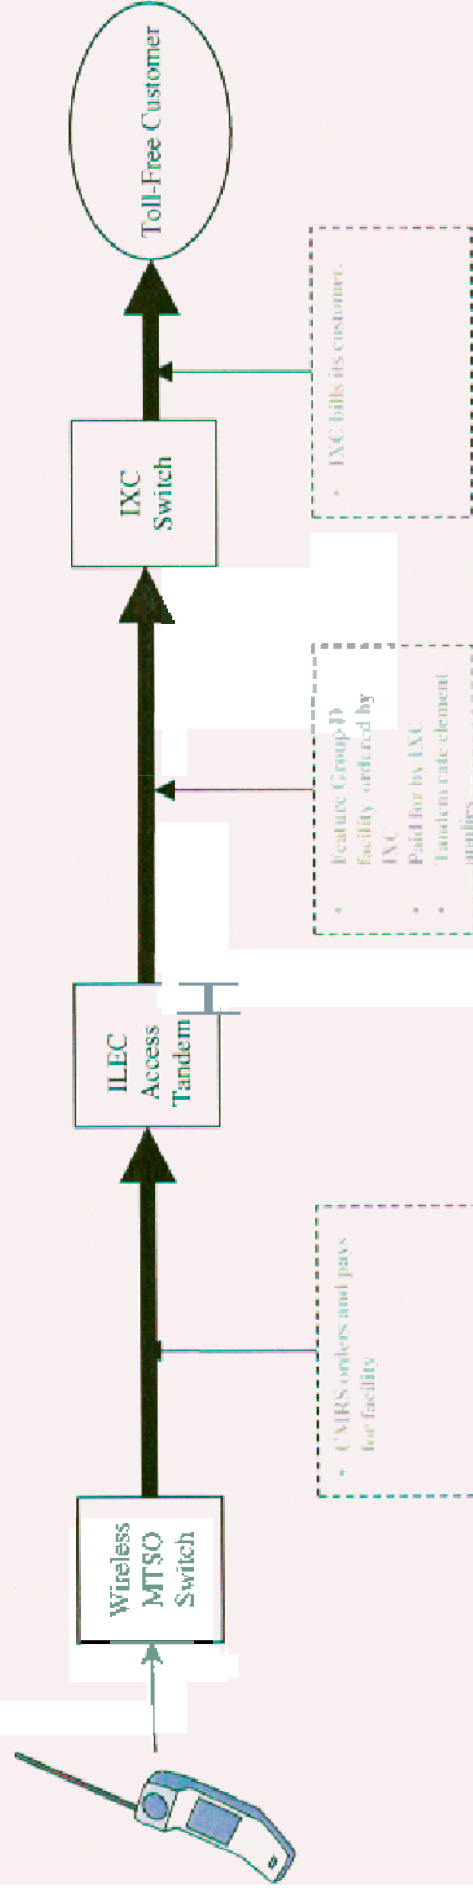 Wireless
MTSO
Switch
ILEC
Access
Tandem
IXC
Switch
Toll-Free Customer
• CMRS orders and pays
for facility
• Feature Group D
facility ordered by
IXC
• Paid for by IXC
• Tandem rate element
applies
• IXC bills its customer.